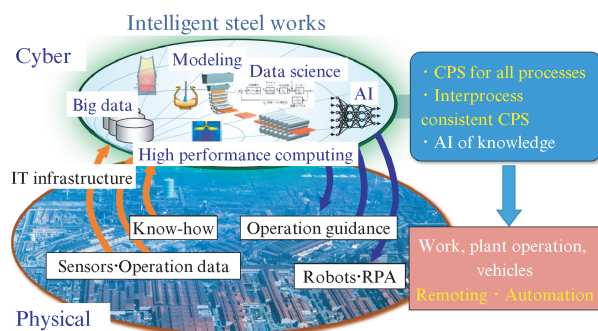 Intelligent steel works
Cyber
Modeling
Data science
Big data
AI
High performance computing
IT infrastructure
Know-how
Operation guidance
Sensors･Operation data
Robots･RPA
Physical
・CPS for all processes
・Interprocess
consistent CPS
・AI of knowledge
Work, plant operation,
vehicles
Remoting・Automation